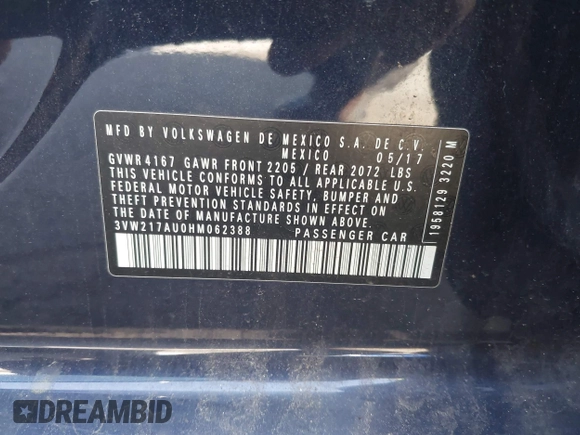 MFD BY VOLKSWAGEN DE MEXICO S.A. DE C.V.
MEXICO 05/17
GVWR 4167 GAWR FRONT 2205 / REAR 2072 LBS
THIS VEHICLE CONFORMS TO ALL APPLICABLE U.S.
FEDERAL MOTOR VEHICLE SAFETY, BUMPER AND
THEFT PREVENTION STANDARDS IN EFFECT ON
THE DATE OF MANUFACTURE SHOWN ABOVE.
3VW217AU0HM062388 PASSENGER CAR
1958129 3220 M
DREAMBID